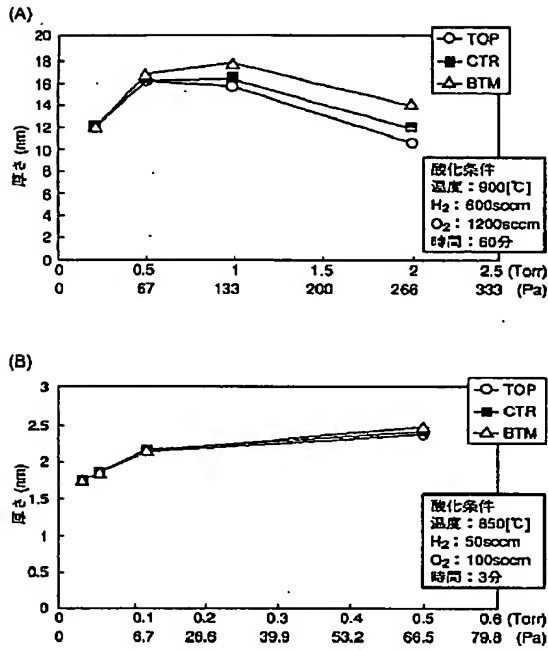 (A)
20
18
16
14
12
10
8
6
4
2
0
厚さ (nm)
TOP
CTR
BTM
酸化条件
温度：900[℃]
H₂：600sccm
O₂：1200sccm
時間：60分
0 0.5 1 1.5 2 2.5 (Torr)
0 67 133 200 266 333 (Pa)
(B)
3
2.5
2
1.5
1
0.5
0
厚さ (nm)
TOP
CTR
BTM
酸化条件
温度：850[℃]
H₂：50sccm
O₂：100sccm
時間：3分
0 0.1 0.2 0.3 0.4 0.5 0.6 (Torr)
0 6.7 26.6 39.9 53.2 66.5 79.8 (Pa)